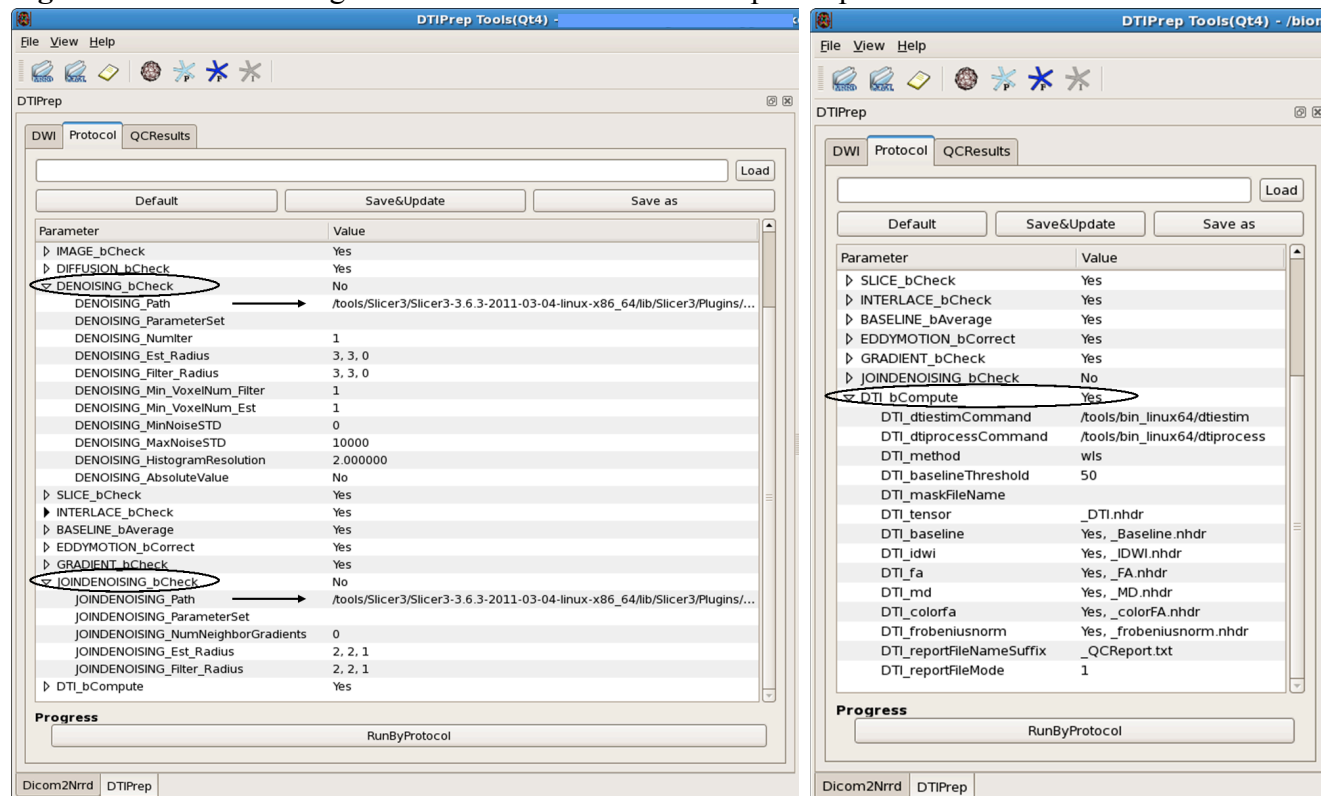 DTIPrep Tools(Qt4) -
File View Help
DTIPrep
DWI Protocol QCResults
Load
Default Save&Update Save as
Parameter Value
IMAGE_bCheck Yes
DIFFUSION_bCheck Yes
DENOISING_bCheck No
DENOISING_Path /tools/Slicer3/Slicer3-3.6.3-2011-03-04-linux-x86_64/lib/Slicer3/Plugins/...
DENOISING_ParameterSet
DENOISING_NumIter 1
DENOISING_Est_Radius 3, 3, 0
DENOISING_Filter_Radius 3, 3, 0
DENOISING_Min_VoxelNum_Filter 1
DENOISING_Min_VoxelNum_Est 1
DENOISING_MinNoiseSTD 0
DENOISING_MaxNoiseSTD 10000
DENOISING_HistogramResolution 2.000000
DENOISING_AbsoluteValue No
SLICE_bCheck Yes
INTERLACE_bCheck Yes
BASELINE_bAverage Yes
EDDYMOTION_bCorrect Yes
GRADIENT_bCheck Yes
JOINDENOISING_bCheck No
JOINDENOISING_Path /tools/Slicer3/Slicer3-3.6.3-2011-03-04-linux-x86_64/lib/Slicer3/Plugins/...
JOINDENOISING_ParameterSet
JOINDENOISING_NumNeighborGradients 0
JOINDENOISING_Est_Radius 2, 2, 1
JOINDENOISING_Filter_Radius 2, 2, 1
DTI_bCompute Yes
Progress
RunByProtocol
Dicom2Nrrd DTIPrep
DTIPrep Tools(Qt4) - /bior
File View Help
DTIPrep
DWI Protocol QCResults
Load
Default Save&Update Save as
Parameter Value
SLICE_bCheck Yes
INTERLACE_bCheck Yes
BASELINE_bAverage Yes
EDDYMOTION_bCorrect Yes
GRADIENT_bCheck Yes
JOINDENOISING_bCheck No
DTI_bCompute Yes
DTI_dtiestimCommand /tools/bin_linux64/dtiestim
DTI_dtiprocessCommand /tools/bin_linux64/dtiprocess
DTI_method wls
DTI_baselineThreshold 50
DTI_maskFileName
DTI_tensor _DTI.nhdr
DTI_baseline Yes, _Baseline.nhdr
DTI_idwi Yes, _IDWI.nhdr
DTI_fa Yes, _FA.nhdr
DTI_md Yes, _MD.nhdr
DTI_colorfa Yes, _colorFA.nhdr
DTI_frobeniusnorm Yes, _frobeniusnorm.nhdr
DTI_reportFileNameSuffix _QCReport.txt
DTI_reportFileMode 1
Progress
RunByProtocol
Dicom2Nrrd DTIPrep